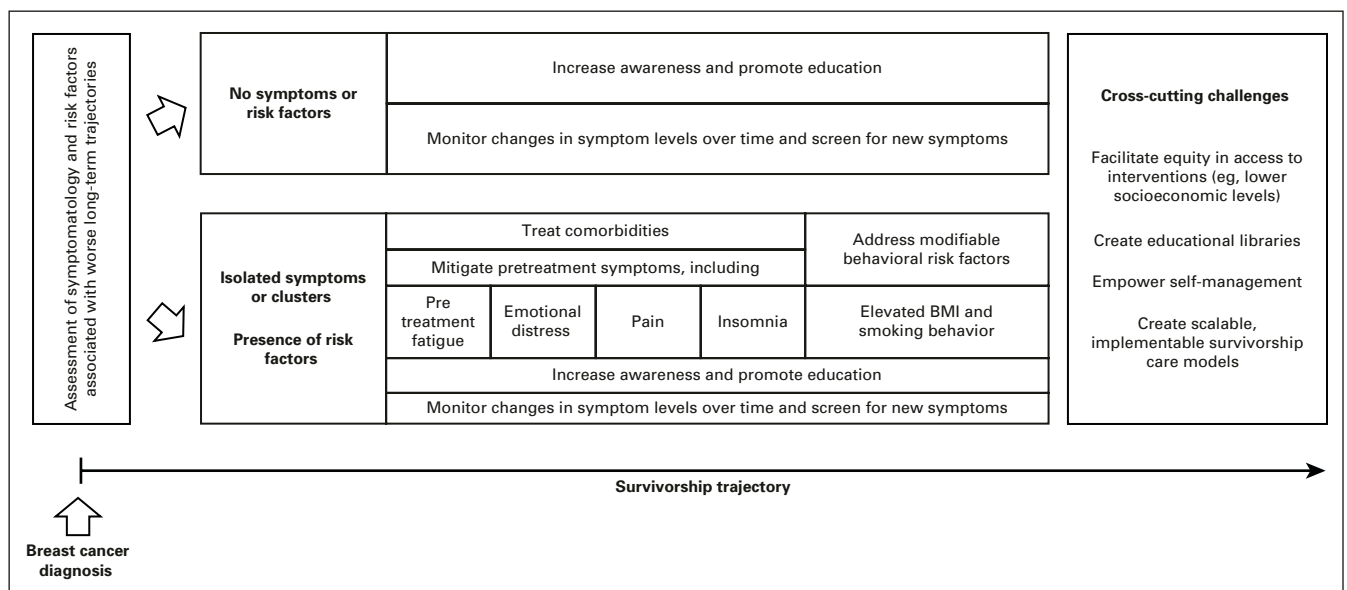 Assessment of symptomatology and risk factors
associated with worse long-term trajectories
No symptoms or
risk factors
Increase awareness and promote education
Monitor changes in symptom levels over time and screen for new symptoms
Isolated symptoms
or clusters
Presence of risk
factors
Treat comorbidities
Mitigate pretreatment symptoms, including
Pre
treatment
fatigue
Emotional
distress
Pain
Insomnia
Address modifiable
behavioral risk factors
Elevated BMI and
smoking behavior
Increase awareness and promote education
Monitor changes in symptom levels over time and screen for new symptoms
Cross-cutting challenges
Facilitate equity in access to
interventions (eg, lower
socioeconomic levels)
Create educational libraries
Empower self-management
Create scalable,
implementable survivorship
care models
Survivorship trajectory
Breast cancer
diagnosis